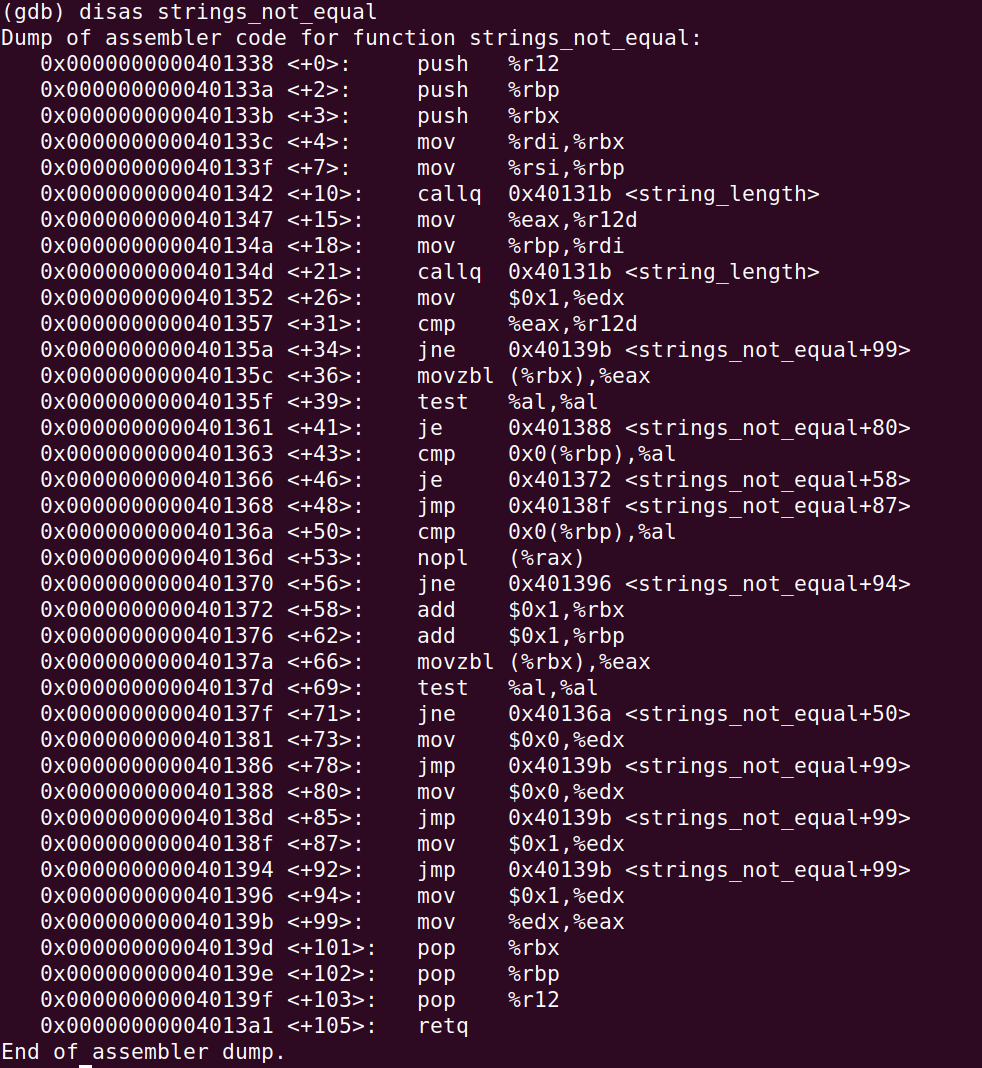 (gdb) disas strings_not_equal
Dump of assembler code for function strings_not_equal:
   0x0000000000401338 <+0>:     push   %r12
   0x000000000040133a <+2>:     push   %rbp
   0x000000000040133b <+3>:     push   %rbx
   0x000000000040133c <+4>:     mov    %rdi,%rbx
   0x000000000040133f <+7>:     mov    %rsi,%rbp
   0x0000000000401342 <+10>:    callq  0x40131b <string_length>
   0x0000000000401347 <+15>:    mov    %eax,%r12d
   0x000000000040134a <+18>:    mov    %rbp,%rdi
   0x000000000040134d <+21>:    callq  0x40131b <string_length>
   0x0000000000401352 <+26>:    mov    $0x1,%edx
   0x0000000000401357 <+31>:    cmp    %eax,%r12d
   0x000000000040135a <+34>:    jne    0x40139b <strings_not_equal+99>
   0x000000000040135c <+36>:    movzbl (%rbx),%eax
   0x000000000040135f <+39>:    test   %al,%al
   0x0000000000401361 <+41>:    je     0x401388 <strings_not_equal+80>
   0x0000000000401363 <+43>:    cmp    0x0(%rbp),%al
   0x0000000000401366 <+46>:    je     0x401372 <strings_not_equal+58>
   0x0000000000401368 <+48>:    jmp    0x40138f <strings_not_equal+87>
   0x000000000040136a <+50>:    cmp    0x0(%rbp),%al
   0x000000000040136d <+53>:    nopl   (%rax)
   0x0000000000401370 <+56>:    jne    0x401396 <strings_not_equal+94>
   0x0000000000401372 <+58>:    add    $0x1,%rbx
   0x0000000000401376 <+62>:    add    $0x1,%rbp
   0x000000000040137a <+66>:    movzbl (%rbx),%eax
   0x000000000040137d <+69>:    test   %al,%al
   0x000000000040137f <+71>:    jne    0x40136a <strings_not_equal+50>
   0x0000000000401381 <+73>:    mov    $0x0,%edx
   0x0000000000401386 <+78>:    jmp    0x40139b <strings_not_equal+99>
   0x0000000000401388 <+80>:    mov    $0x0,%edx
   0x000000000040138d <+85>:    jmp    0x40139b <strings_not_equal+99>
   0x000000000040138f <+87>:    mov    $0x1,%edx
   0x0000000000401394 <+92>:    jmp    0x40139b <strings_not_equal+99>
   0x0000000000401396 <+94>:    mov    $0x1,%edx
   0x000000000040139b <+99>:    mov    %edx,%eax
   0x000000000040139d <+101>:   pop    %rbx
   0x000000000040139e <+102>:   pop    %rbp
   0x000000000040139f <+103>:   pop    %r12
   0x00000000004013a1 <+105>:   retq
End of assembler dump.